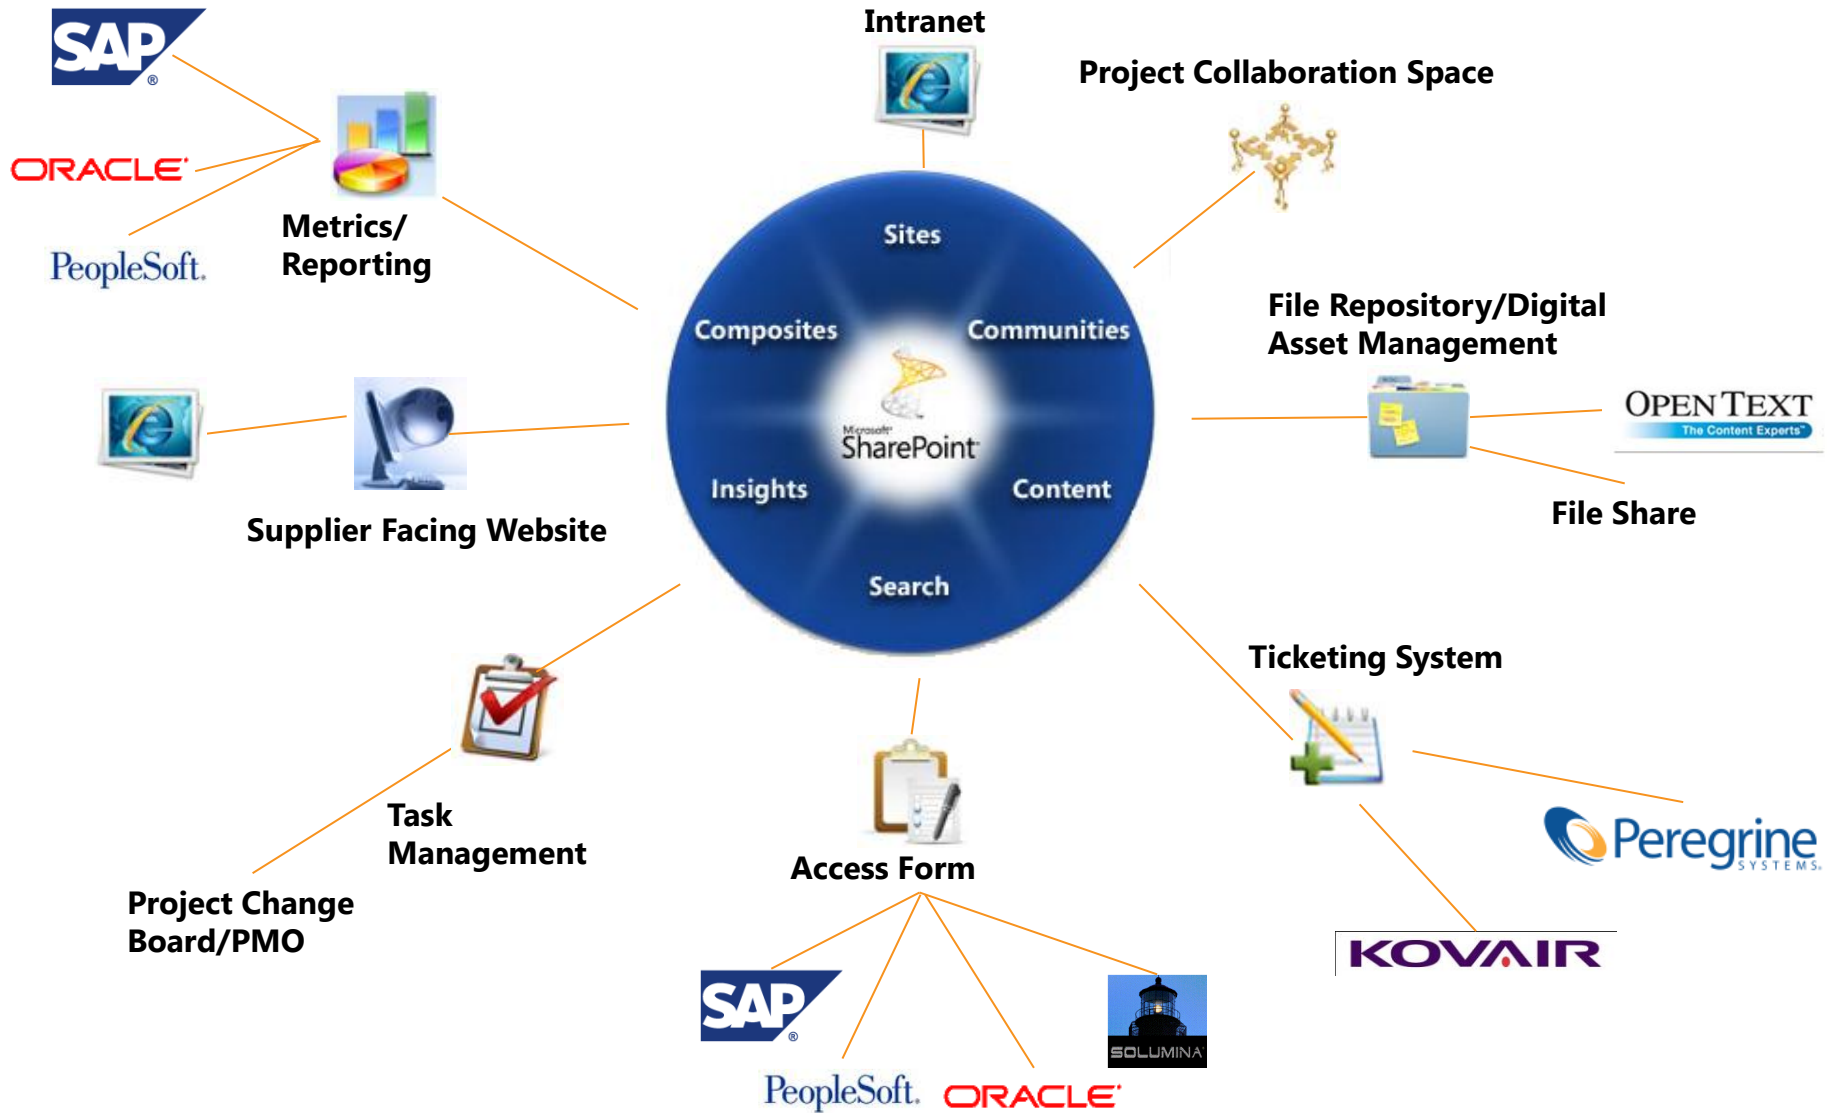 Intranet
SAP
®
Project Collaboration Space
ORACLE
Metrics/
Reporting
PeopleSoft.
Sites
Composites
Communities
Microsoft
SharePoint
Insights
Content
Search
File Repository/Digital
Asset Management
OPEN TEXT
The Content Experts™
File Share
Supplier Facing Website
Ticketing System
Task
Management
Peregrine
SYSTEMS
Access Form
Project Change
Board/PMO
KOVAIR
SAP
®
SOLUMINA
PeopleSoft.
ORACLE